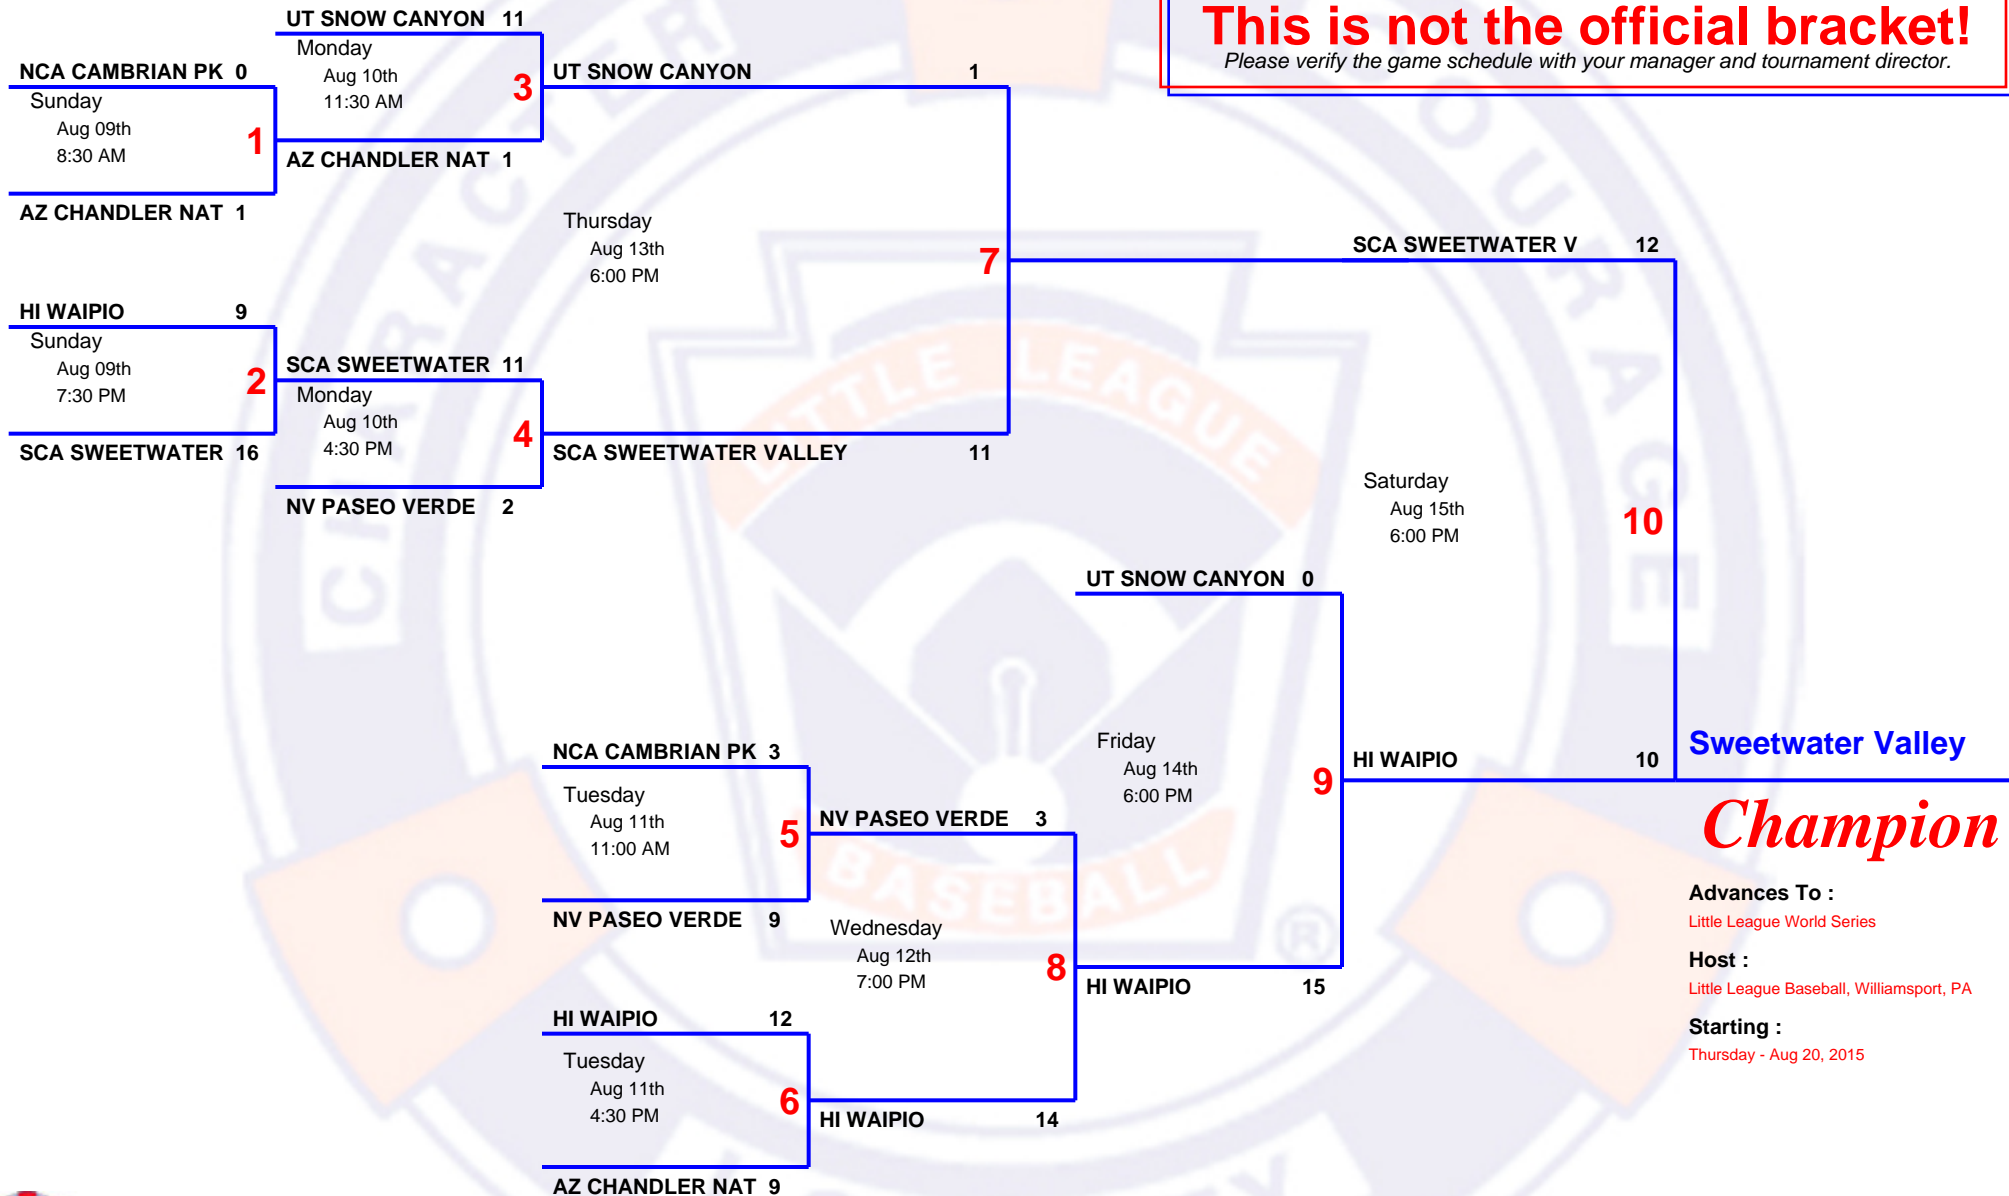 This is not the official bracket!
Please verify the game schedule with your manager and tournament director.
UT SNOW CANYON 11
Monday
Aug 10th
11:30 AM
3
AZ CHANDLER NAT 1
NCA CAMBRIAN PK 0
Sunday
Aug 09th
8:30 AM
1
AZ CHANDLER NAT 1
UT SNOW CANYON 1
Thursday
Aug 13th
6:00 PM
7
SCA SWEETWATER VALLEY 11
HI WAIPIO 9
Sunday
Aug 09th
7:30 PM
2
SCA SWEETWATER 16
SCA SWEETWATER 11
Monday
Aug 10th
4:30 PM
4
NV PASEO VERDE 2
SCA SWEETWATER V 12
Saturday
Aug 15th
6:00 PM
10
HI WAIPIO 10
UT SNOW CANYON 0
Friday
Aug 14th
6:00 PM
9
HI WAIPIO 15
NCA CAMBRIAN PK 3
Tuesday
Aug 11th
11:00 AM
5
NV PASEO VERDE 9
NV PASEO VERDE 3
Wednesday
Aug 12th
7:00 PM
8
HI WAIPIO 14
HI WAIPIO 12
Tuesday
Aug 11th
4:30 PM
6
AZ CHANDLER NAT 9
Sweetwater Valley
Champion
Advances To :
Little League World Series
Host :
Little League Baseball, Williamsport, PA
Starting :
Thursday - Aug 20, 2015
CHARACTER
COURAGE
LITTLE LEAGUE
BASEBALL
®